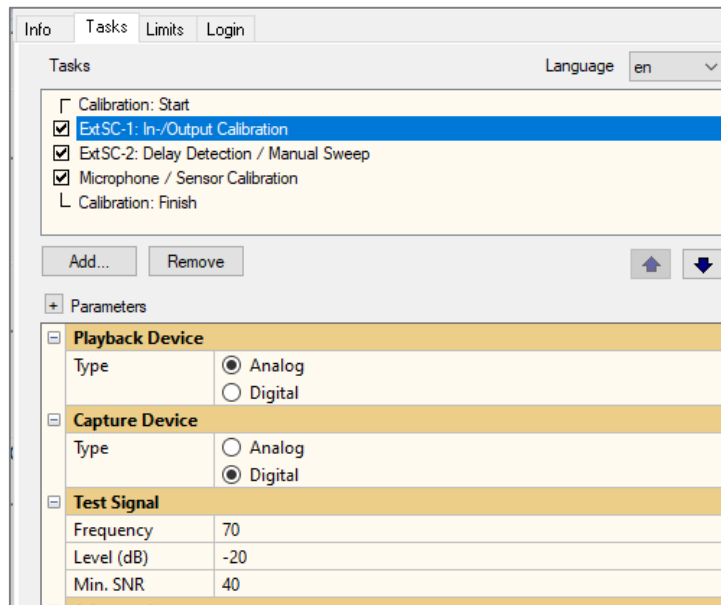 Info Tasks Limits Login
Tasks Language en
Calibration: Start
ExtSC-1: In-/Output Calibration
ExtSC-2: Delay Detection / Manual Sweep
Microphone / Sensor Calibration
Calibration: Finish
Add... Remove
+ Parameters
Playback Device
Type Analog
Digital
Capture Device
Type Analog
Digital
Test Signal
Frequency 70
Level (dB) -20
Min. SNR 40